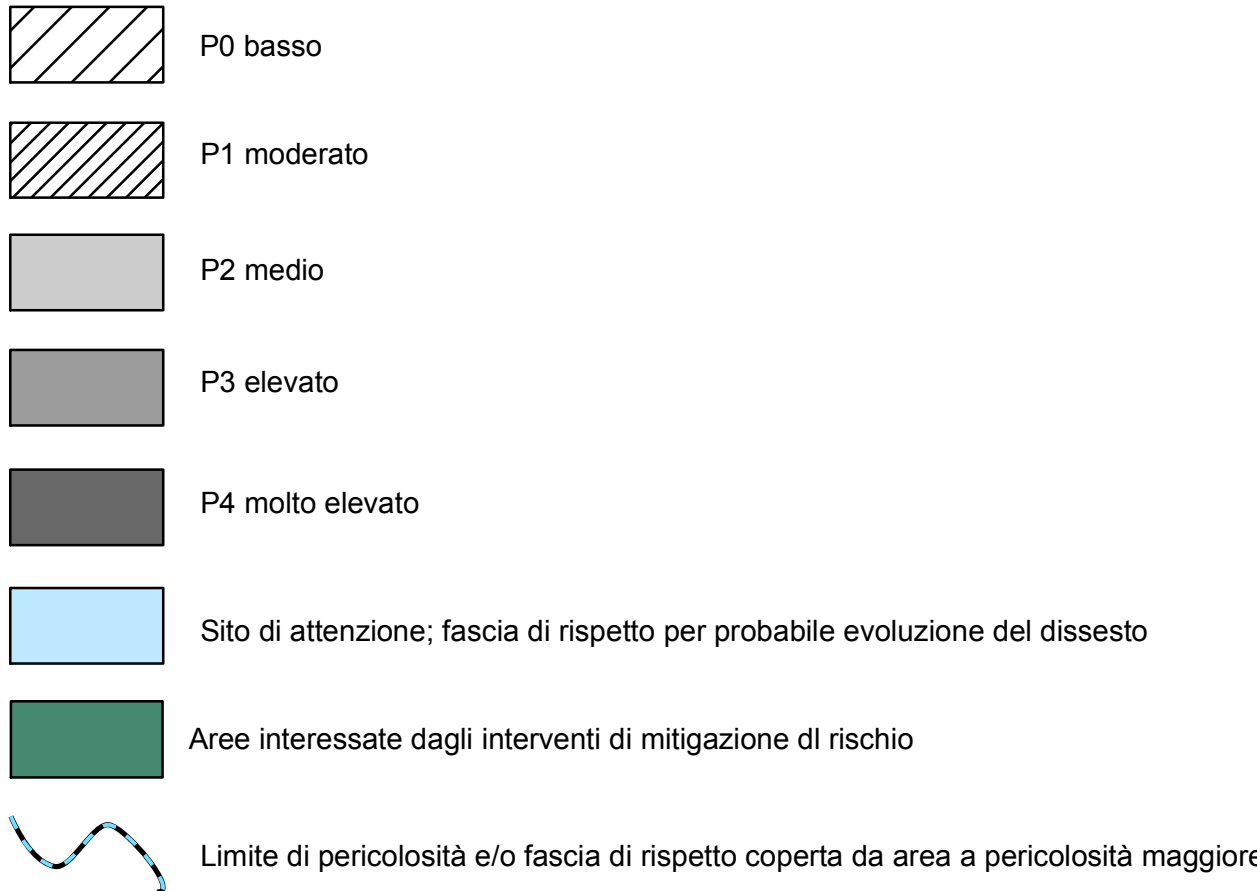 P0 basso
P1 moderato
P2 medio
P3 elevato
P4 molto elevato
Sito di attenzione; fascia di rispetto per probabile evoluzione del dissesto
Aree interessate dagli interventi di mitigazione dl rischio
Limite di pericolosità e/o fascia di rispetto coperta da area a pericolosità maggiore